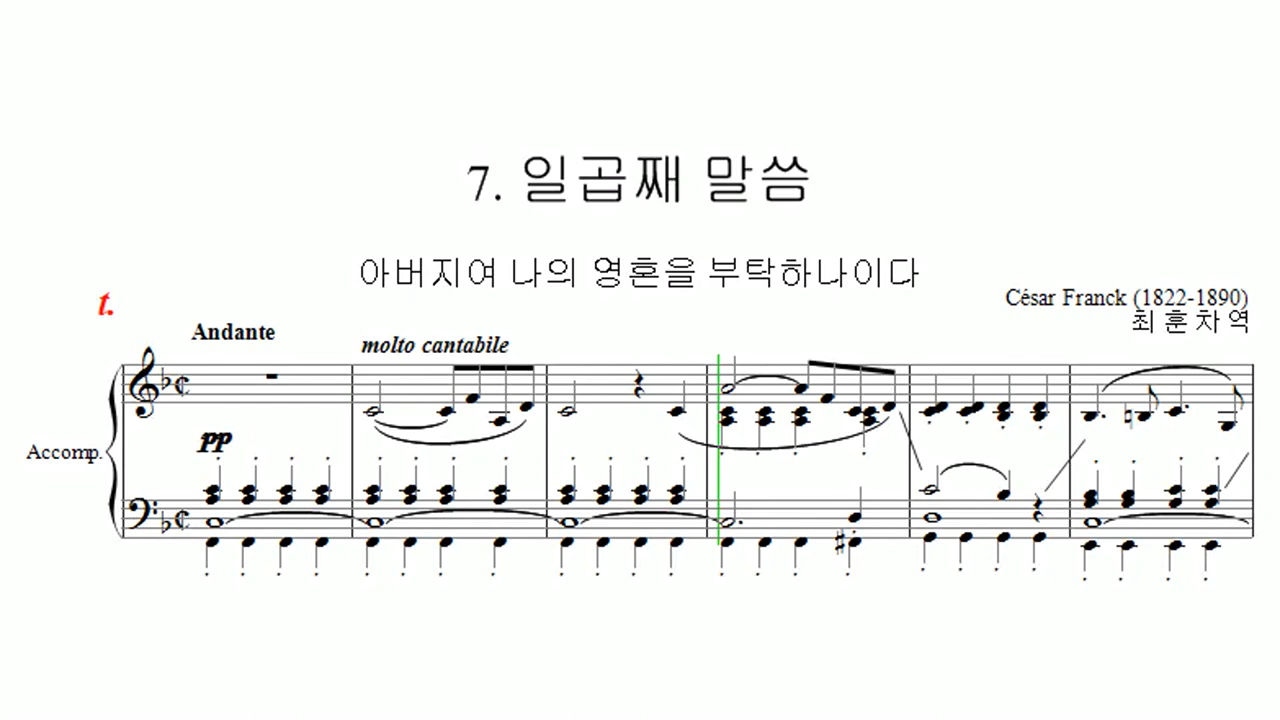 7. 일곱째 말씀
아버지여 나의 영혼을 부탁하나이다
César Franck (1822-1890)
최 훈 차 역
t.
Andante
molto cantabile
pp
Accomp.